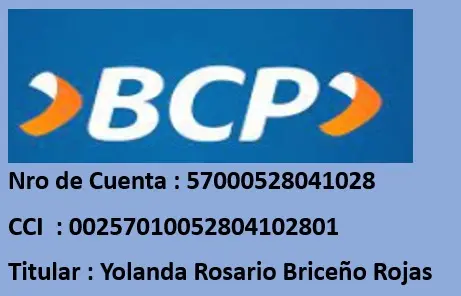 BCP
Nro de Cuenta : 57000528041028
CCI : 00257010052804102801
Titular : Yolanda Rosario Briceño Rojas